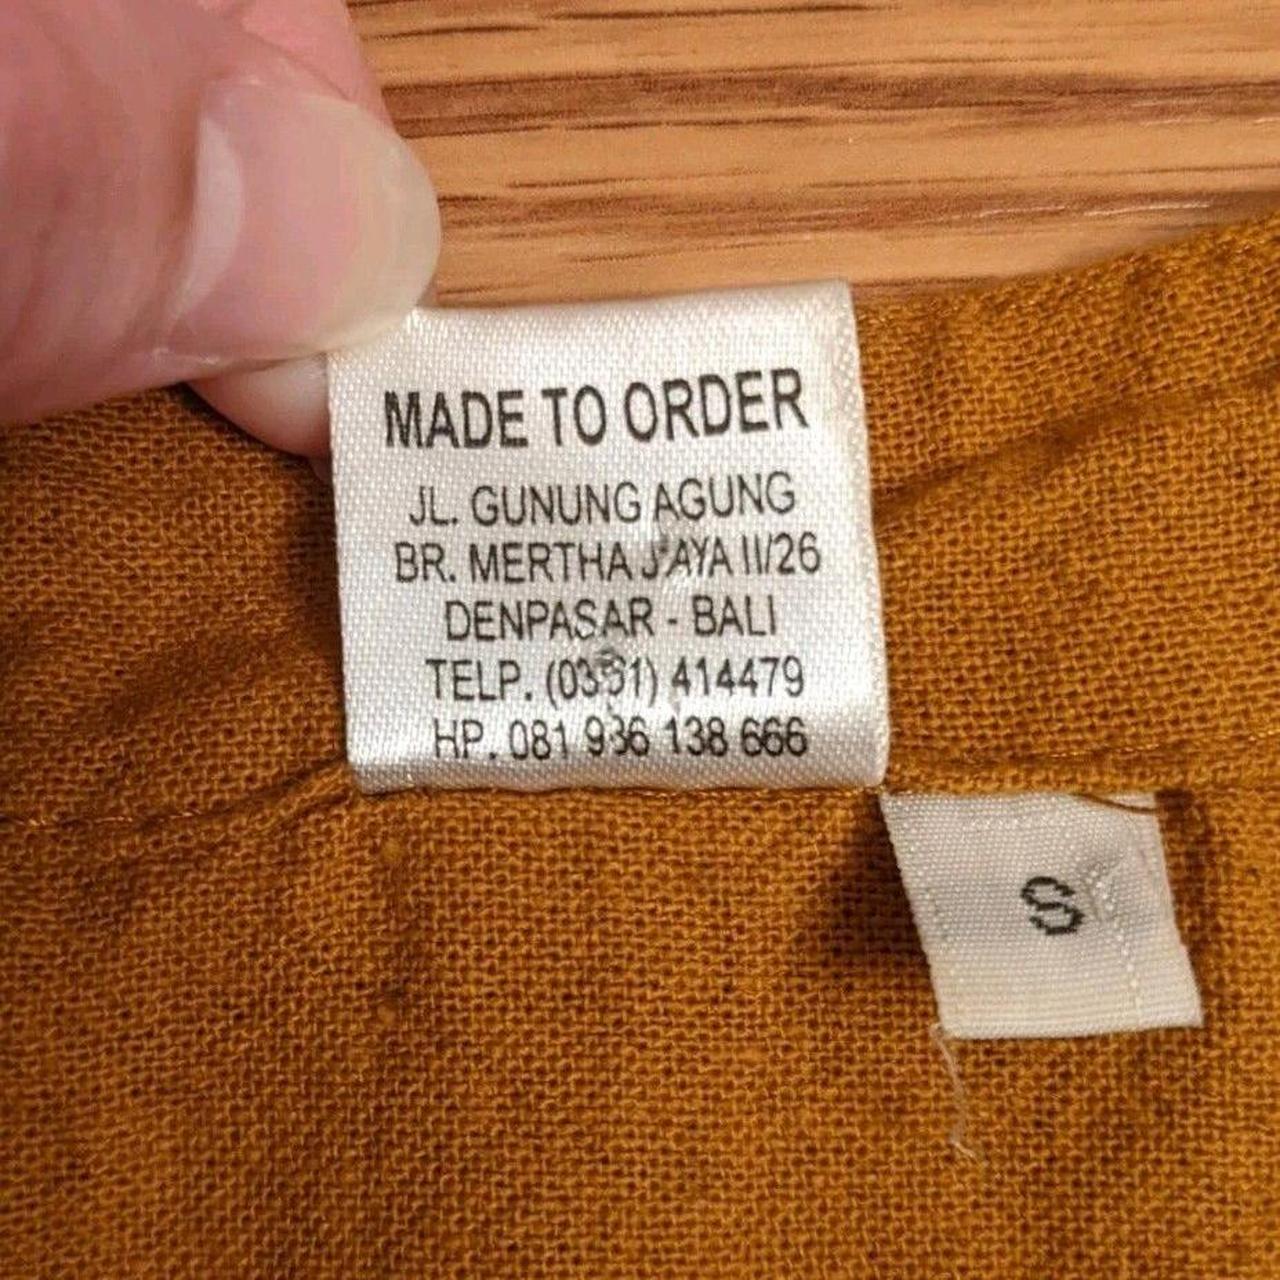 MADE TO ORDER
JL. GUNUNG AGUNG
BR. MERTHA JAYA II/26
DENPASAR - BALI
TELP. (0361) 414479
HP. 081 936 138 666
S